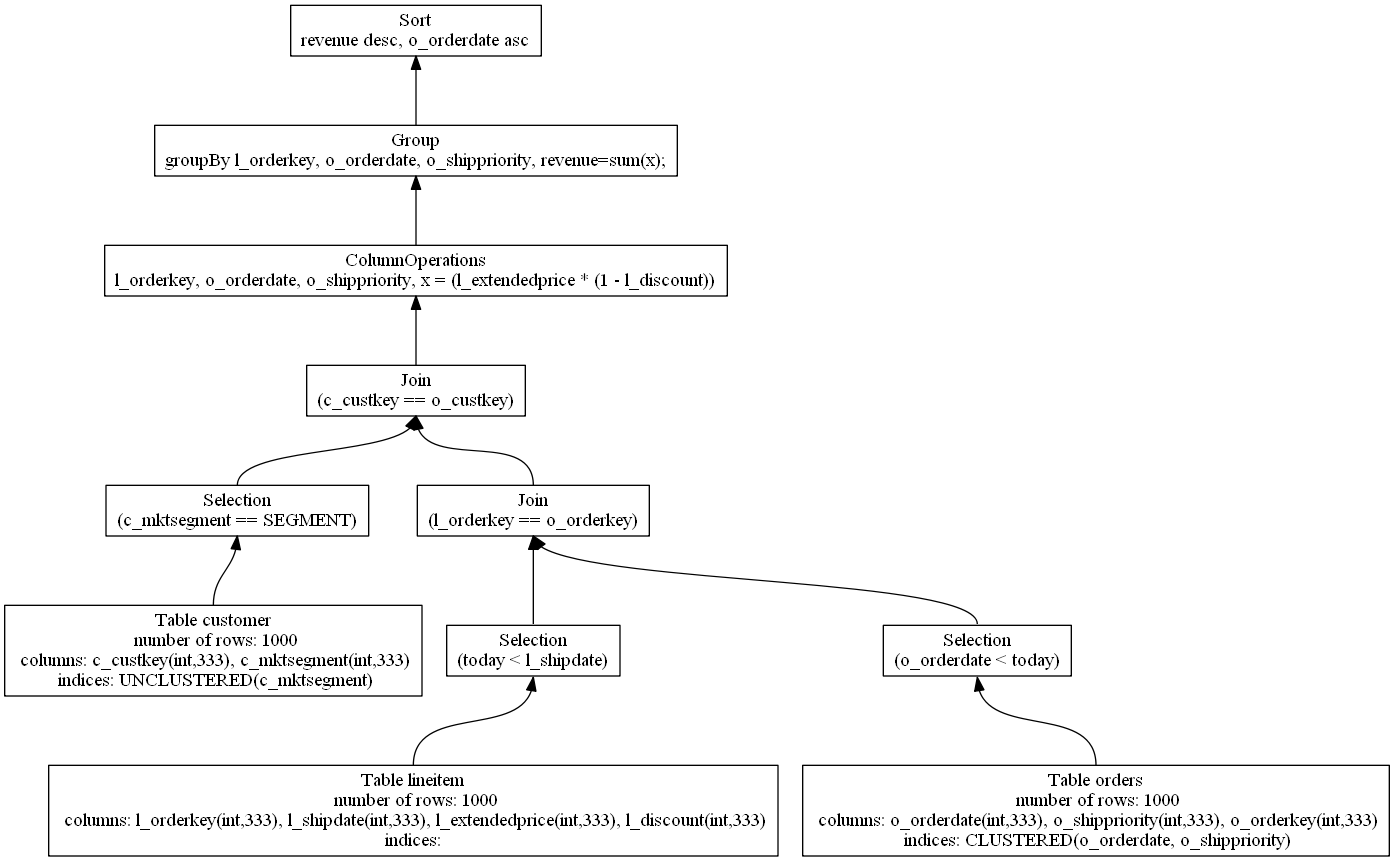 Sort
revenue desc, o_orderdate asc
Group
groupBy l_orderkey, o_orderdate, o_shippriority, revenue=sum(x);
ColumnOperations
l_orderkey, o_orderdate, o_shippriority, x = (l_extendedprice * (1 - l_discount))
Join
(c_custkey == o_custkey)
Selection
(c_mktsegment == SEGMENT)
Join
(l_orderkey == o_orderkey)
Table customer
number of rows: 1000
columns: c_custkey(int,333), c_mktsegment(int,333)
indices: UNCLUSTERED(c_mktsegment)
Selection
(today < l_shipdate)
Selection
(o_orderdate < today)
Table lineitem
number of rows: 1000
columns: l_orderkey(int,333), l_shipdate(int,333), l_extendedprice(int,333), l_discount(int,333)
indices:
Table orders
number of rows: 1000
columns: o_orderdate(int,333), o_shippriority(int,333), o_orderkey(int,333)
indices: CLUSTERED(o_orderdate, o_shippriority)